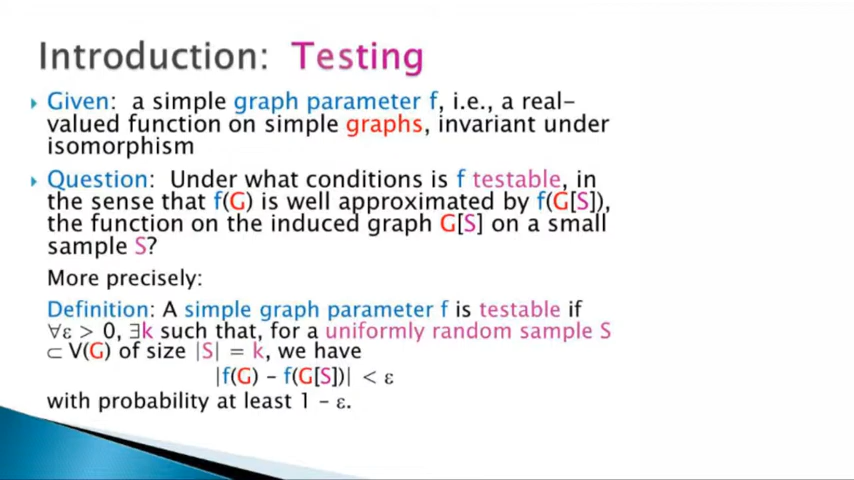 Introduction: Testing
Given: a simple graph parameter f, i.e., a real-
valued function on simple graphs, invariant under
isomorphism
Question: Under what conditions is f testable, in
the sense that f(G) is well approximated by f(G[S]),
the function on the induced graph G[S] on a small
sample S?
More precisely:
Definition: A simple graph parameter f is testable if
∀ε > 0, ∃k such that, for a uniformly random sample S
⊂ V(G) of size |S| = k, we have
|f(G) – f(G[S])| < ε
with probability at least 1 – ε.